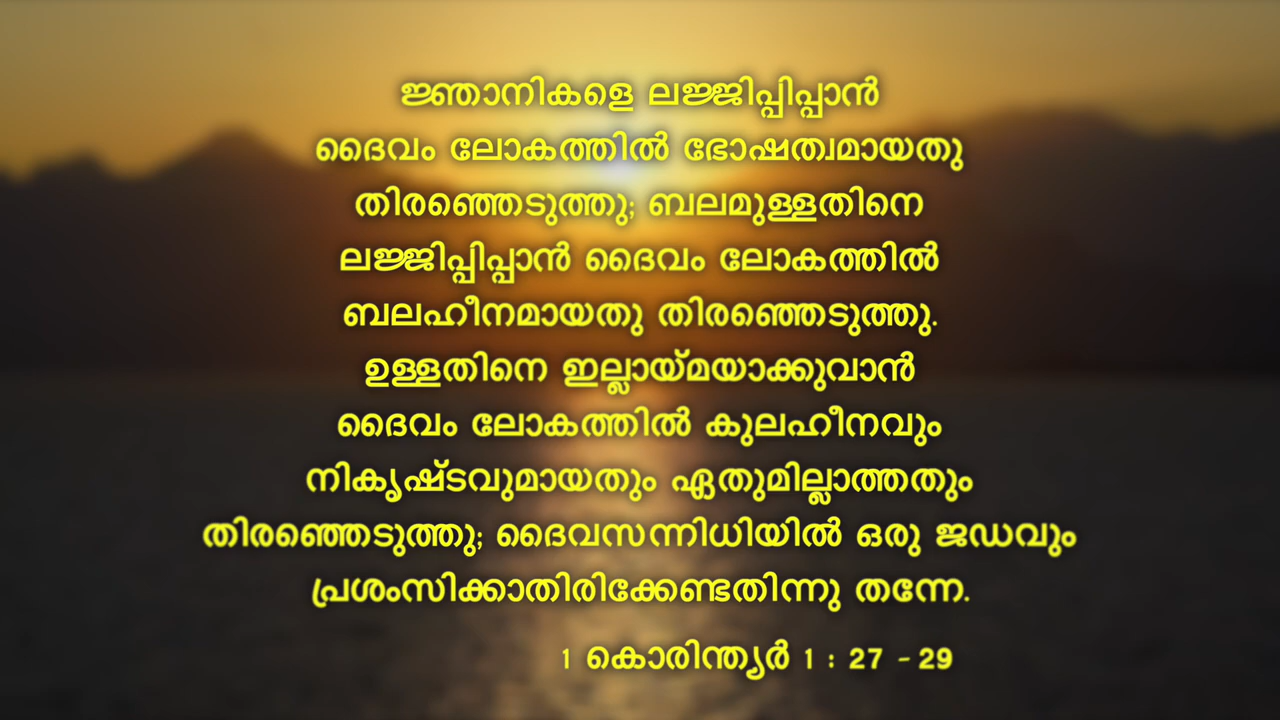 ജ്ഞാനികളെ ലജ്ജിപ്പിപ്പാൻ
ദൈവം ലോകത്തിൽ ഭോഷത്വമായതു
തിരഞ്ഞെടുത്തു; ബലമുള്ളതിനെ
ലജ്ജിപ്പിപ്പാൻ ദൈവം ലോകത്തിൽ
ബലഹീനമായതു തിരഞ്ഞെടുത്തു.
ഉള്ളതിനെ ഇല്ലായ്മയാക്കുവാൻ
ദൈവം ലോകത്തിൽ കുലഹീനവും
നികൃഷ്ടവുമായതും ഏതുമില്ലാത്തതും
തിരഞ്ഞെടുത്തു; ദൈവസന്നിധിയിൽ ഒരു ജഡവും
പ്രശംസിക്കാതിരിക്കേണ്ടതിന്നു തന്നേ.
1 കൊരിന്ത്യർ 1 : 27 - 29